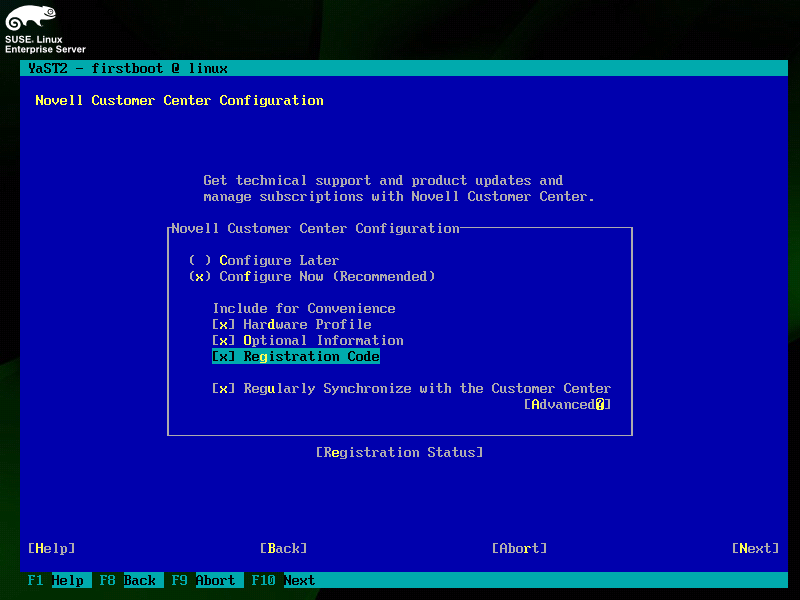 SUSE. Linux
Enterprise Server
YaST2 - firstboot @ linux
Novell Customer Center Configuration
Get technical support and product updates and
manage subscriptions with Novell Customer Center.
Novell Customer Center Configuration
( ) Configure Later
(x) Configure Now (Recommended)
Include for Convenience
[x] Hardware Profile
[x] Optional Information
[x] Registration Code
[x] Regularly Synchronize with the Customer Center
[Advanced?]
[Registration Status]
[Help] [Back] [Abort] [Next]
F1 Help F8 Back F9 Abort F10 Next